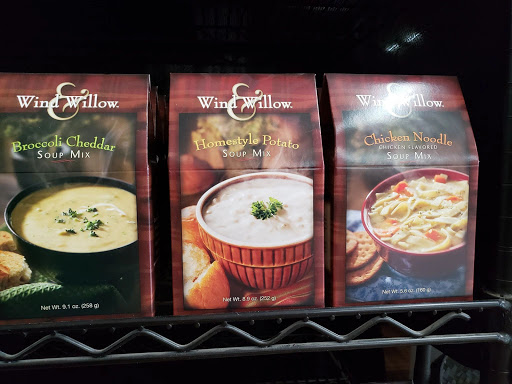 Wind & Willow.
Broccoli Cheddar
SOUP MIX
Net Wt. 9.1 oz. (258 g)
Wind & Willow.
Homestyle Potato
SOUP MIX
Net Wt. 8.9 oz. (252 g)
Wind & Willow.
Chicken Noodle
CHICKEN FLAVORED
SOUP MIX